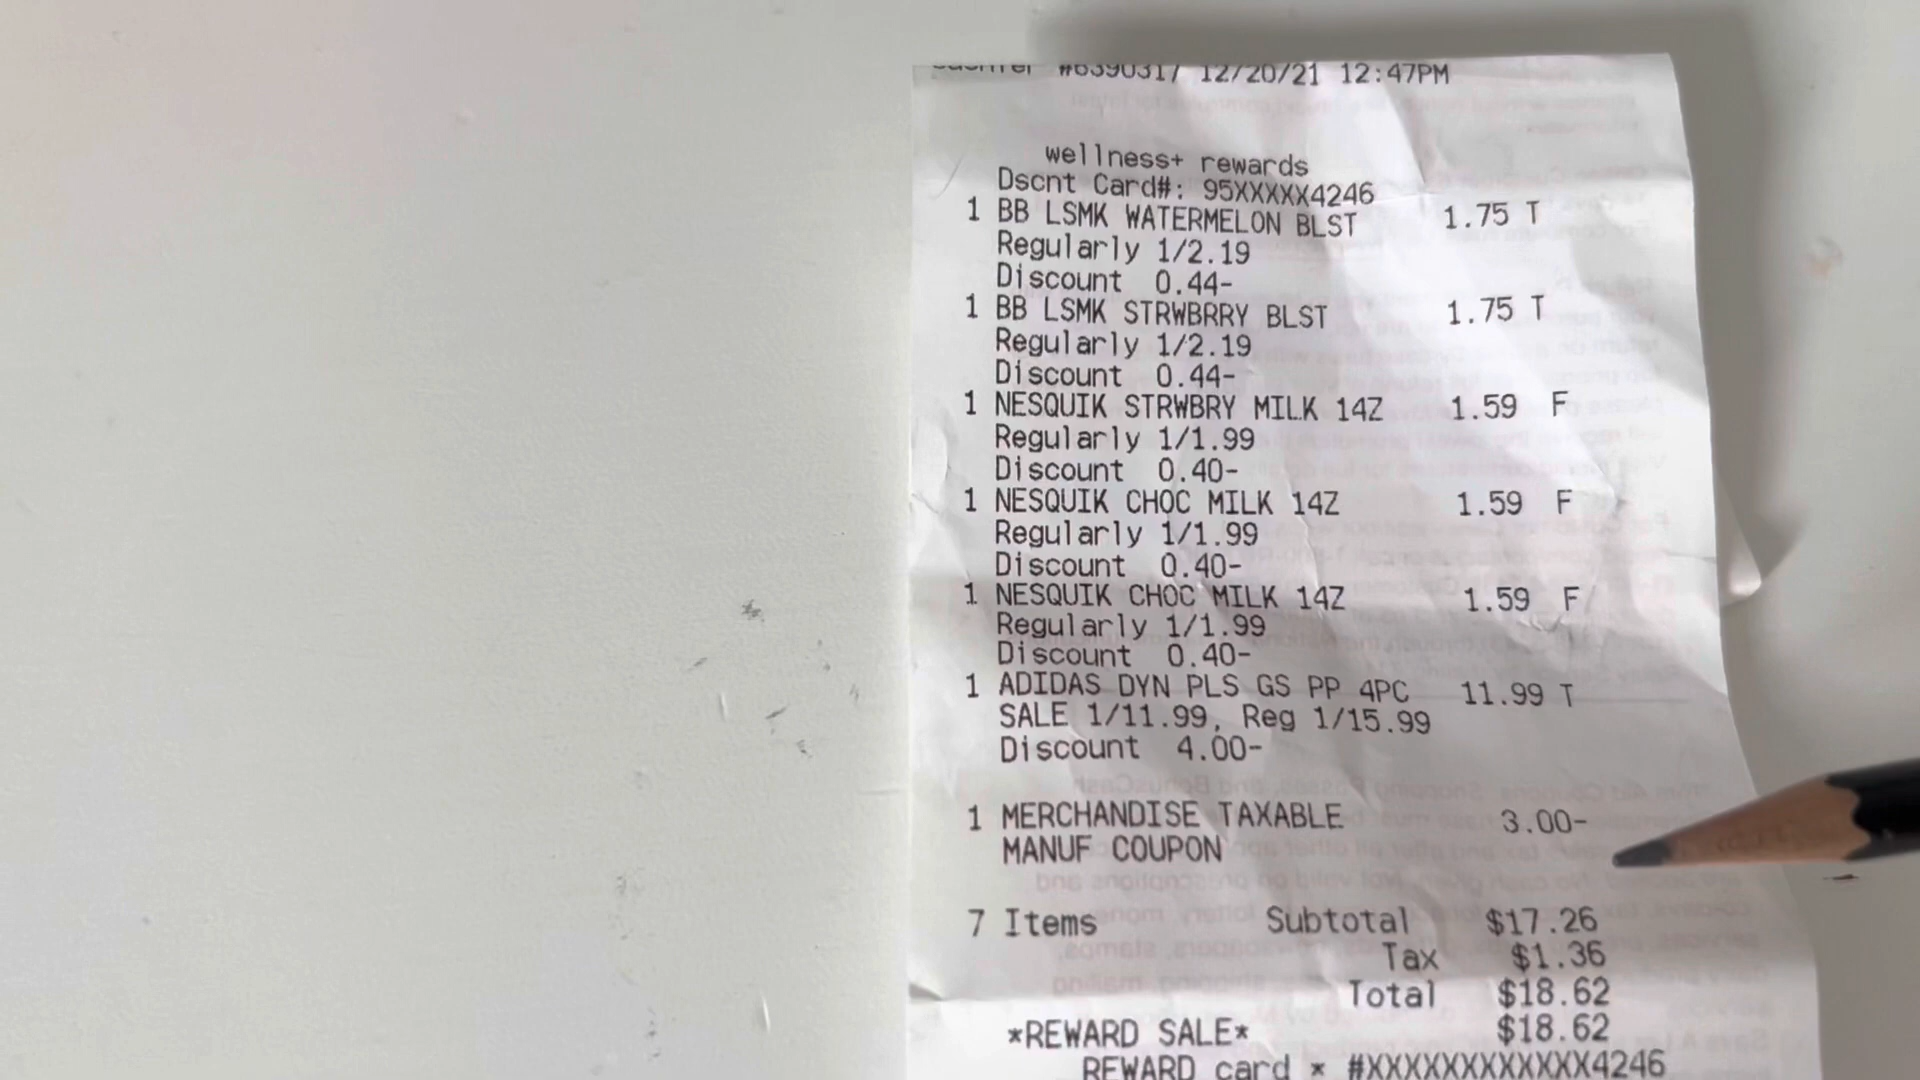 #6390317 12/20/21 12:47PM
wellness+ rewards
Dscnt Card#: 95XXXXX4246
1 BB LSMK WATERMELON BLST 1.75 T
Regularly 1/2.19
Discount 0.44-
1 BB LSMK STRWBRRY BLST 1.75 T
Regularly 1/2.19
Discount 0.44-
1 NESQUIK STRWBRY MILK 14Z 1.59 F
Regularly 1/1.99
Discount 0.40-
1 NESQUIK CHOC MILK 14Z 1.59 F
Regularly 1/1.99
Discount 0.40-
1 NESQUIK CHOC MILK 14Z 1.59 F
Regularly 1/1.99
Discount 0.40-
1 ADIDAS DYN PLS GS PP 4PC 11.99 T
SALE 1/11.99, Reg 1/15.99
Discount 4.00-
1 MERCHANDISE TAXABLE 3.00-
MANUF COUPON
7 Items Subtotal $17.26
Tax $1.36
Total $18.62
*REWARD SALE* $18.62
REWARD card * #XXXXXXXXXXXX4246